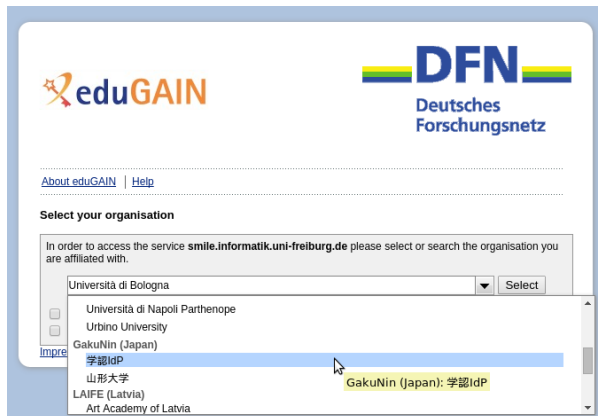 eduGAIN
DFN
Deutsches
Forschungsnetz
About eduGAIN | Help
Select your organisation
In order to access the service smile.informatik.uni-freiburg.de please select or search the organisation you
are affiliated with.
Università di Bologna
Select
Università di Napoli Parthenope
Urbino University
GakuNin (Japan)
学認IdP
山形大学
GakuNin (Japan): 学認IdP
LAIFE (Latvia)
Art Academy of Latvia
Impre